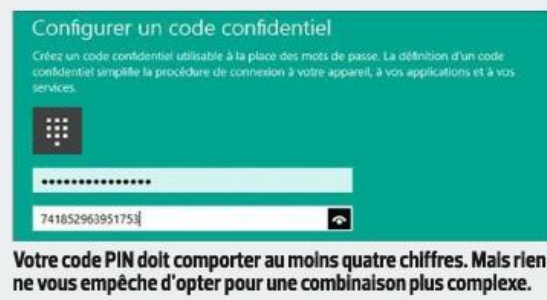 Configurer un code confidentiel
Créez un code confidentiel utilisable à la place des mots de passe. La définition d'un code
confidentiel simplifie la procédure de connexion à votre appareil, à vos applications et à vos
services.
•••••••••••••••
741852963951753
Votre code PIN doit comporter au moins quatre chiffres. Mais rien
ne vous empêche d'opter pour une combinaison plus complexe.